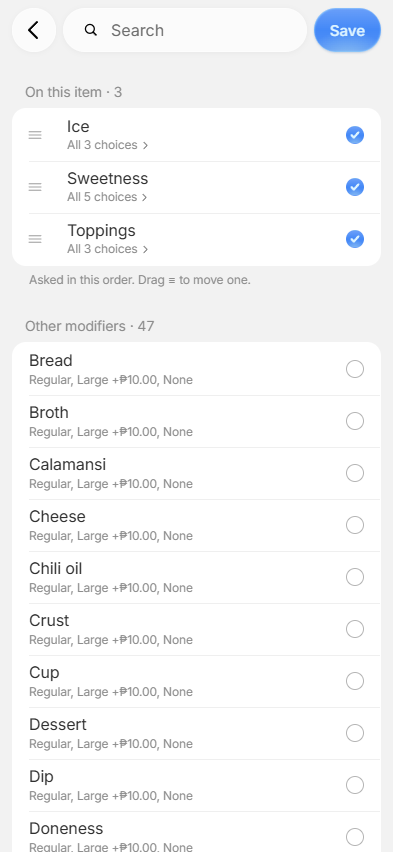 Search
Save
On this item · 3
Ice
All 3 choices >
Sweetness
All 5 choices >
Toppings
All 3 choices >
Asked in this order. Drag ≡ to move one.
Other modifiers · 47
Bread
Regular, Large +₱10.00, None
Broth
Regular, Large +₱10.00, None
Calamansi
Regular, Large +₱10.00, None
Cheese
Regular, Large +₱10.00, None
Chili oil
Regular, Large +₱10.00, None
Crust
Regular, Large +₱10.00, None
Cup
Regular, Large +₱10.00, None
Dessert
Regular, Large +₱10.00, None
Dip
Regular, Large +₱10.00, None
Doneness
Regular, Large +₱10.00, None